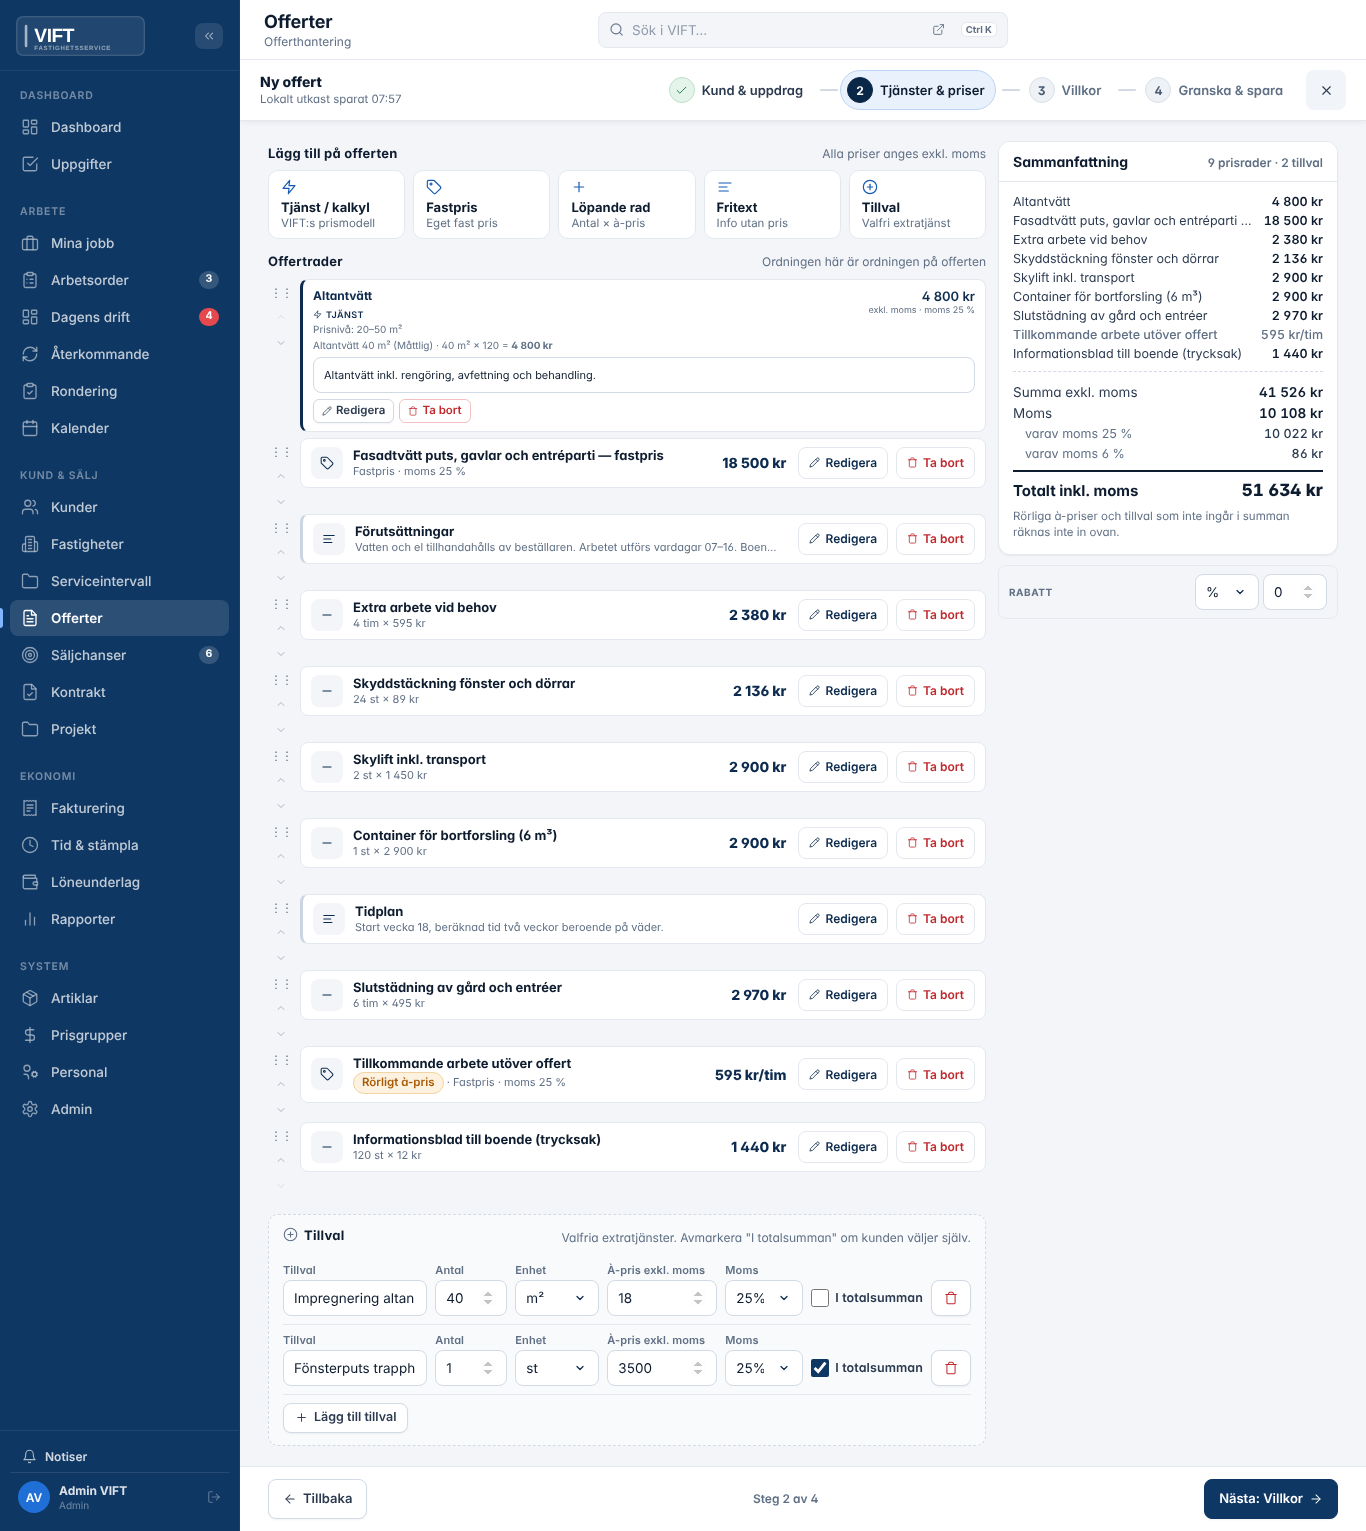 VIFT
FASTIGHETSSERVICE
DASHBOARD
Dashboard
Uppgifter
ARBETE
Mina jobb
Arbetsorder 3
Dagens drift 4
Återkommande
Rondering
Kalender
KUND & SÄLJ
Kunder
Fastigheter
Serviceintervall
Offerter
Säljchanser 6
Kontrakt
Projekt
EKONOMI
Fakturering
Tid & stämpla
Löneunderlag
Rapporter
SYSTEM
Artiklar
Prisgrupper
Personal
Admin
Notiser
AV Admin VIFT
Admin
Offerter
Offerthantering
Sök i VIFT... Ctrl K
Ny offert
Lokalt utkast sparat 07:57
Kund & uppdrag
2 Tjänster & priser
3 Villkor
4 Granska & spara
Lägg till på offerten Alla priser anges exkl. moms
Tjänst / kalkyl
VIFT:s prismodell
Fastpris
Eget fast pris
Löpande rad
Antal × à-pris
Fritext
Info utan pris
Tillval
Valfri extratjänst
Offertrader Ordningen här är ordningen på offerten
Altantvätt 4 800 kr
TJÄNST exkl. moms · moms 25 %
Prisnivå: 20–50 m²
Altantvätt 40 m² (Måttlig) · 40 m² × 120 = 4 800 kr
Altantvätt inkl. rengöring, avfettning och behandling.
Redigera Ta bort
Fasadtvätt puts, gavlar och entréparti — fastpris 18 500 kr Redigera Ta bort
Fastpris · moms 25 %
Förutsättningar Redigera Ta bort
Vatten och el tillhandahålls av beställaren. Arbetet utförs vardagar 07–16. Boen...
Extra arbete vid behov 2 380 kr Redigera Ta bort
4 tim × 595 kr
Skyddstäckning fönster och dörrar 2 136 kr Redigera Ta bort
24 st × 89 kr
Skylift inkl. transport 2 900 kr Redigera Ta bort
2 st × 1 450 kr
Container för bortforsling (6 m³) 2 900 kr Redigera Ta bort
1 st × 2 900 kr
Tidplan Redigera Ta bort
Start vecka 18, beräknad tid två veckor beroende på väder.
Slutstädning av gård och entréer 2 970 kr Redigera Ta bort
6 tim × 495 kr
Tillkommande arbete utöver offert 595 kr/tim Redigera Ta bort
Rörligt à-pris · Fastpris · moms 25 %
Informationsblad till boende (trycksak) 1 440 kr Redigera Ta bort
120 st × 12 kr
Tillval Valfria extratjänster. Avmarkera "I totalsumman" om kunden väljer själv.
Tillval Antal Enhet À-pris exkl. moms Moms
Impregnering altan 40 m² 18 25% I totalsumman
Tillval Antal Enhet À-pris exkl. moms Moms
Fönsterputs trapph 1 st 3500 25% I totalsumman
Lägg till tillval
Sammanfattning 9 prisrader · 2 tillval
Altantvätt 4 800 kr
Fasadtvätt puts, gavlar och entréparti ... 18 500 kr
Extra arbete vid behov 2 380 kr
Skyddstäckning fönster och dörrar 2 136 kr
Skylift inkl. transport 2 900 kr
Container för bortforsling (6 m³) 2 900 kr
Slutstädning av gård och entréer 2 970 kr
Tillkommande arbete utöver offert 595 kr/tim
Informationsblad till boende (trycksak) 1 440 kr
Summa exkl. moms 41 526 kr
Moms 10 108 kr
varav moms 25 % 10 022 kr
varav moms 6 % 86 kr
Totalt inkl. moms 51 634 kr
Rörliga à-priser och tillval som inte ingår i summan
räknas inte in ovan.
RABATT % 0
Tillbaka Steg 2 av 4 Nästa: Villkor